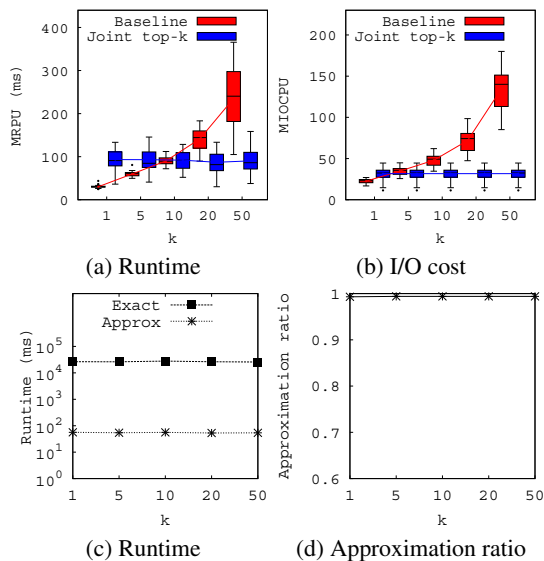 Baseline
Joint top-k
MRPU (ms)
400
300
200
100
0
1 5 10 20 50
k
(a) Runtime
Baseline
Joint top-k
MIOCPU
200
150
100
50
0
1 5 10 20 50
k
(b) I/O cost
Exact
Approx
Runtime (ms)
10^5
10^4
10^3
10^2
10^1
10^0
1 5 10 20 50
k
(c) Runtime
Approximation ratio
1
0.9
0.8
0.7
0.6
1 5 10 20 50
k
(d) Approximation ratio